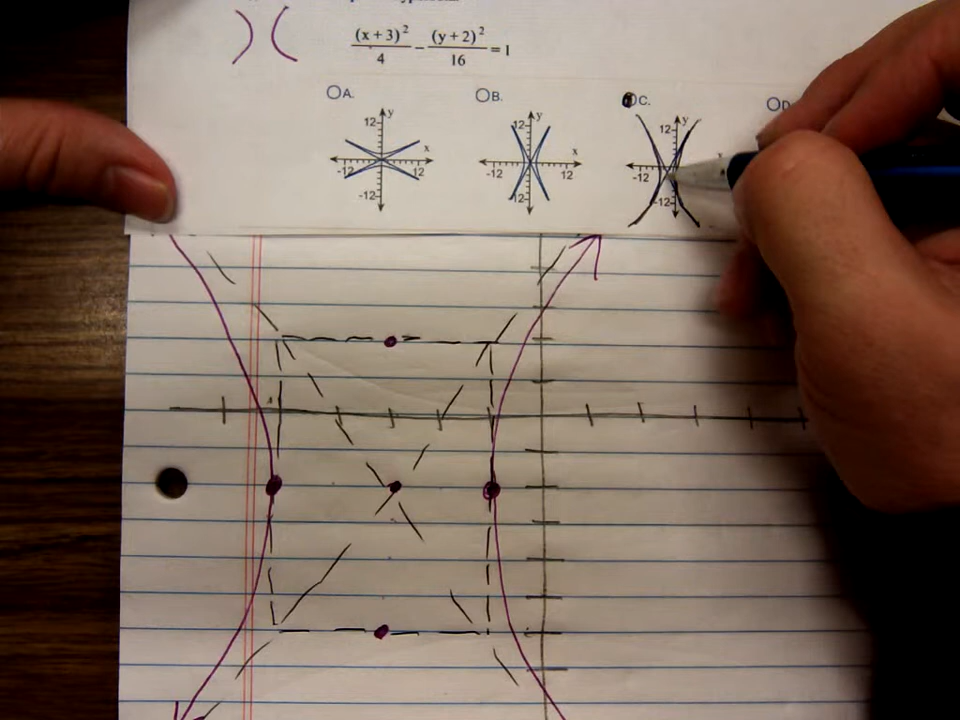 (x + 3)² / 4 − (y + 2)² / 16 = 1
A. B. C. D.
12 y 12 y 12 y
x x x
-12 12 -12 12 -12
-12 12 -12